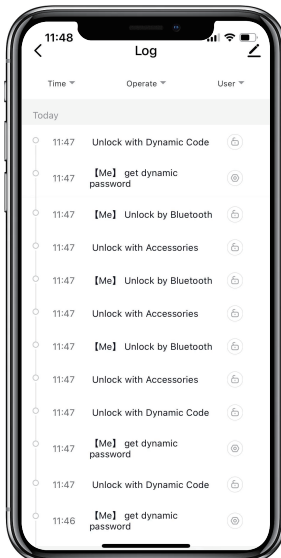 11:48
Log
Time Operate User
Today
11:47 Unlock with Dynamic Code
11:47 【Me】 get dynamic
password
11:47 【Me】 Unlock by Bluetooth
11:47 Unlock with Accessories
11:47 【Me】 Unlock by Bluetooth
11:47 Unlock with Accessories
11:47 【Me】 Unlock by Bluetooth
11:47 Unlock with Accessories
11:47 Unlock with Dynamic Code
11:47 【Me】 get dynamic
password
11:47 Unlock with Dynamic Code
11:46 【Me】 get dynamic
password